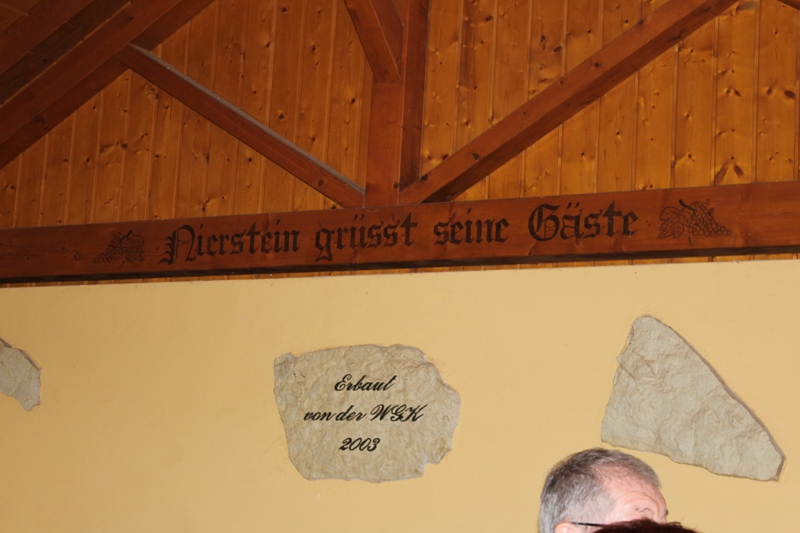 Nierstein grüsst seine Gäste
Erbaut
von der WGK
2003